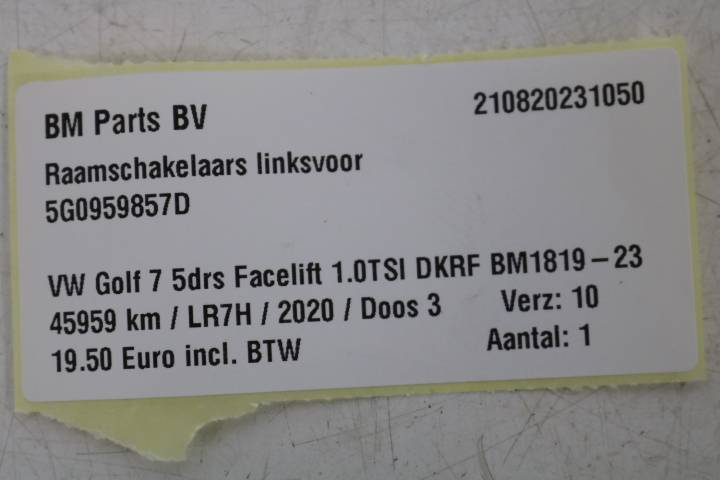 BM Parts BV 210820231050
Raamschakelaars linksvoor
5G0959857D
VW Golf 7 5drs Facelift 1.0TSI DKRF BM1819-23
45959 km / LR7H / 2020 / Doos 3 Verz: 10
19.50 Euro incl. BTW Aantal: 1